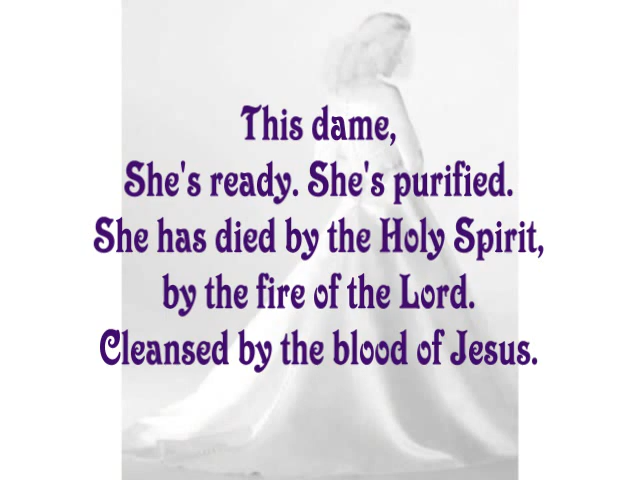 This dame,
She's ready. She's purified.
She has died by the Holy Spirit,
by the fire of the Lord.
Cleansed by the blood of Jesus.